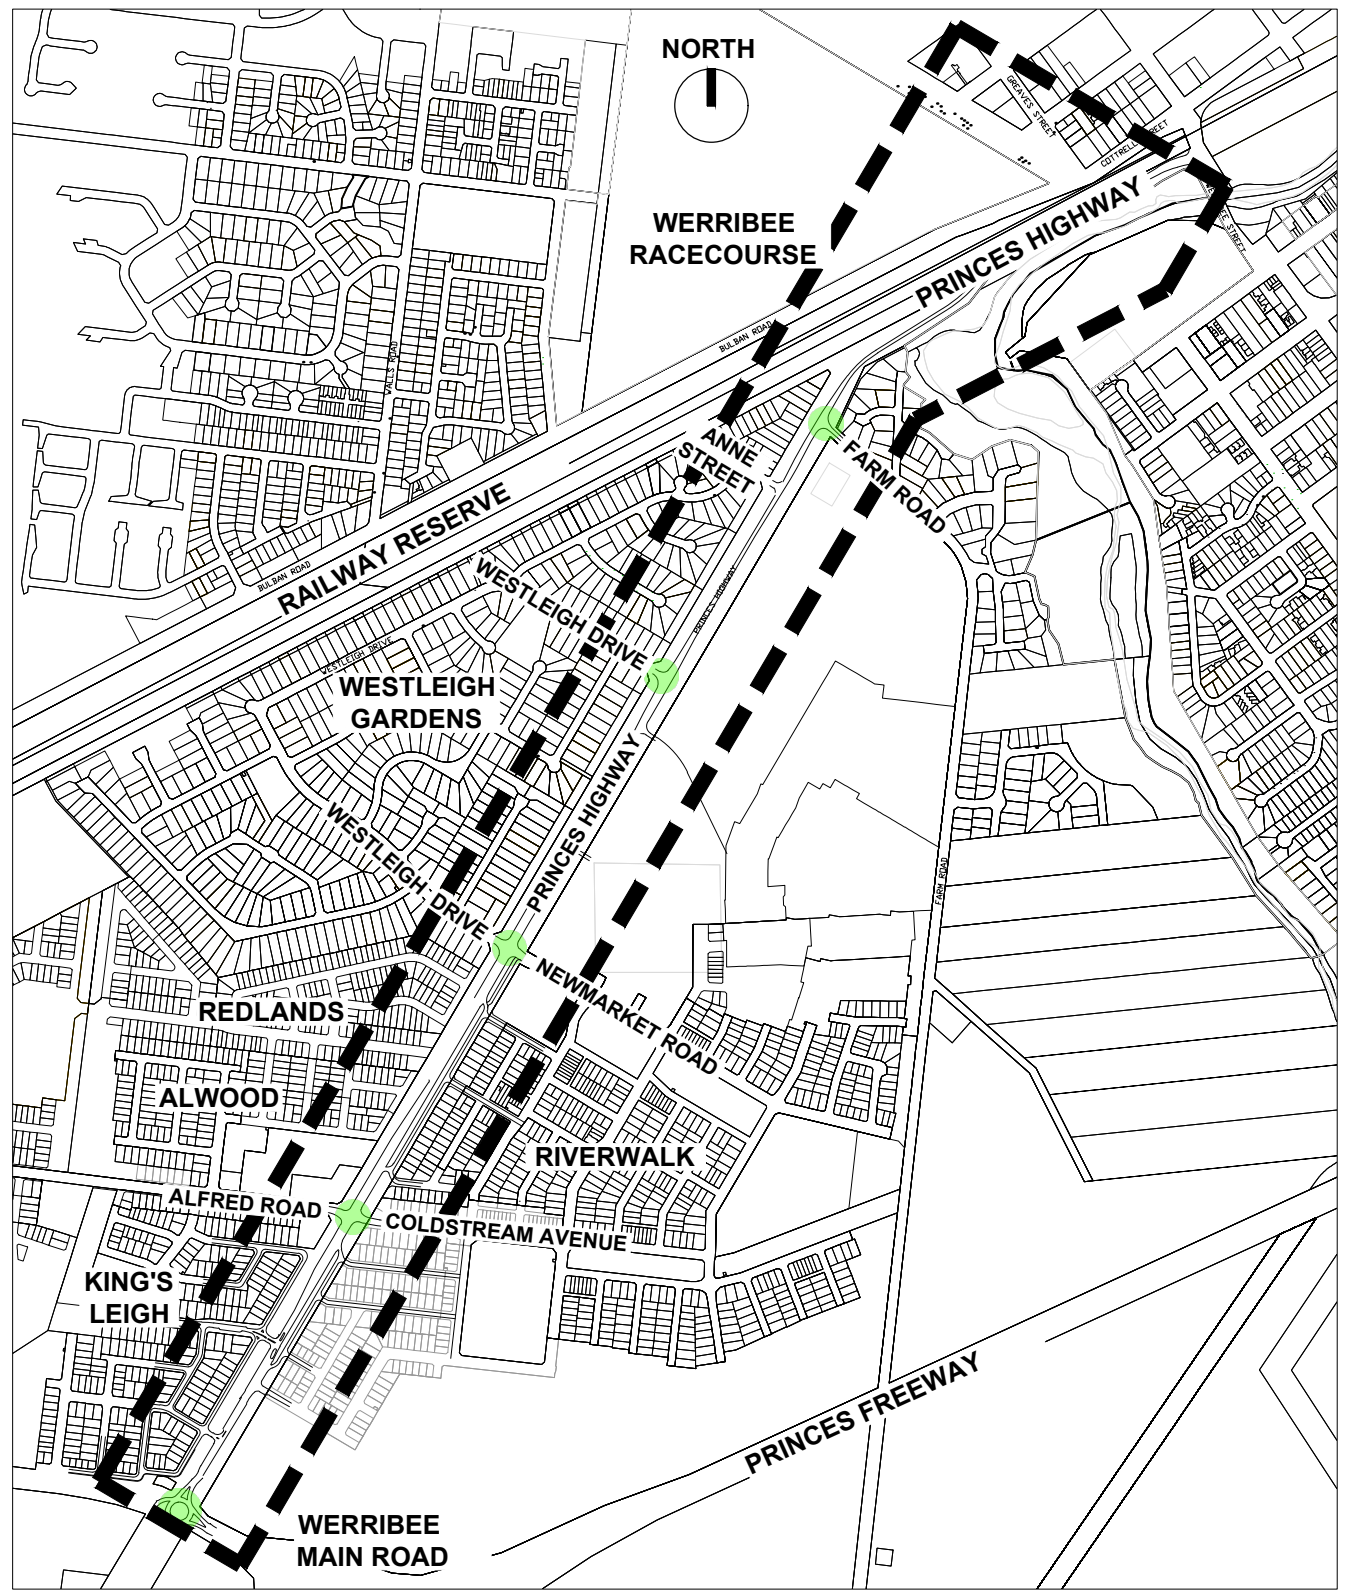 NORTH
GREAVES STREET
COTTRELL STREET
WERRIBEE
RACECOURSE
PRINCES HIGHWAY
BULBAN ROAD
WALLS ROAD
ANNE
STREET
FARM ROAD
RAILWAY RESERVE
BULBAN ROAD
WESTLEIGH DRIVE
PRINCES HIGHWAY
WESTLEIGH DRIVE
WESTLEIGH
GARDENS
PRINCES HIGHWAY
WESTLEIGH DRIVE
FARM ROAD
NEWMARKET ROAD
REDLANDS
ALWOOD
RIVERWALK
ALFRED ROAD
COLDSTREAM AVENUE
KING'S
LEIGH
PRINCES FREEWAY
WERRIBEE
MAIN ROAD